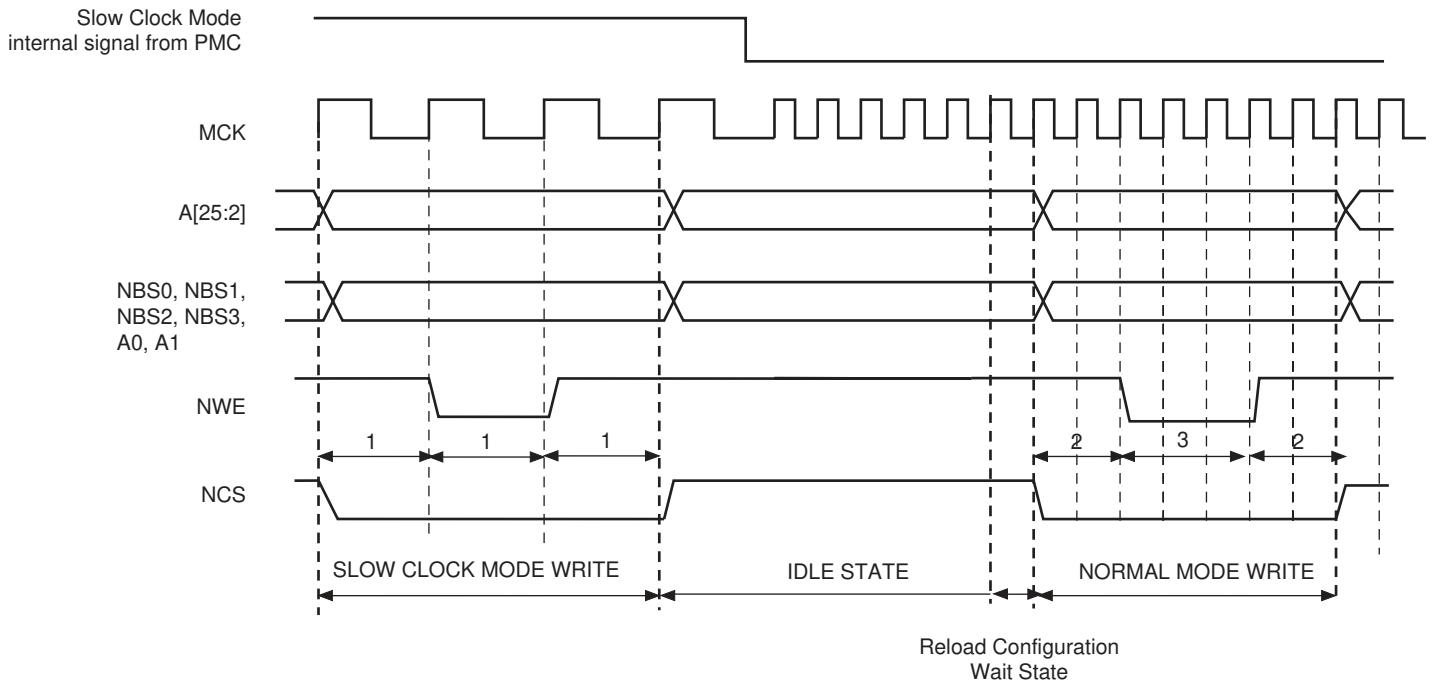 Slow Clock Mode
internal signal from PMC
MCK
A[25:2]
NBS0, NBS1,
NBS2, NBS3,
A0, A1
NWE
1 1 1 2 3 2
NCS
SLOW CLOCK MODE WRITE IDLE STATE NORMAL MODE WRITE
Reload Configuration
Wait State